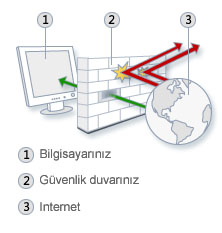 1
2
3
1 Bilgisayarınız
2 Güvenlik duvarınız
3 Internet